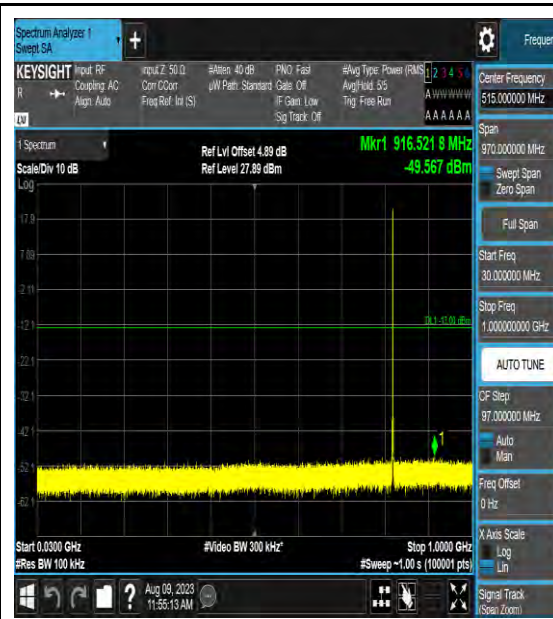 Spectrum Analyzer 1
Swept SA
+
Frequen
KEYSIGHT
R
LXI
Input: RF
Coupling: AC
Align: Auto
Input Z: 50 Ω
Corr CCorr
Freq Ref: Int (S)
#Atten: 40 dB
µW Path: Standard
PNO: Fast
Gate: Off
IF Gain: Low
Sig Track: Off
#Avg Type: Power (RMS
Avg|Hold: 5/5
Trig: Free Run
1 2 3 4 5 6
A W W W W W
A A A A A A
1 Spectrum
Scale/Div 10 dB
Log
Ref Lvl Offset 4.89 dB
Ref Level 27.89 dBm
Mkr1 916.521 8 MHz
-49.567 dBm
17.9
7.89
-2.11
-12.1
-22.1
-32.1
-42.1
-52.1
-62.1
DL1 -13.00 dBm
1
Start 0.0300 GHz
#Res BW 100 kHz
#Video BW 300 kHz*
Stop 1.0000 GHz
#Sweep ~1.00 s (100001 pts)
Center Frequency
515.000000 MHz
Span
970.000000 MHz
Swept Span
Zero Span
Full Span
Start Freq
30.000000 MHz
Stop Freq
1.000000000 GHz
AUTO TUNE
CF Step
97.000000 MHz
Auto
Man
Freq Offset
0 Hz
X Axis Scale
Log
Lin
Signal Track
(Span Zoom)
?
Aug 09, 2023
11:55:13 AM